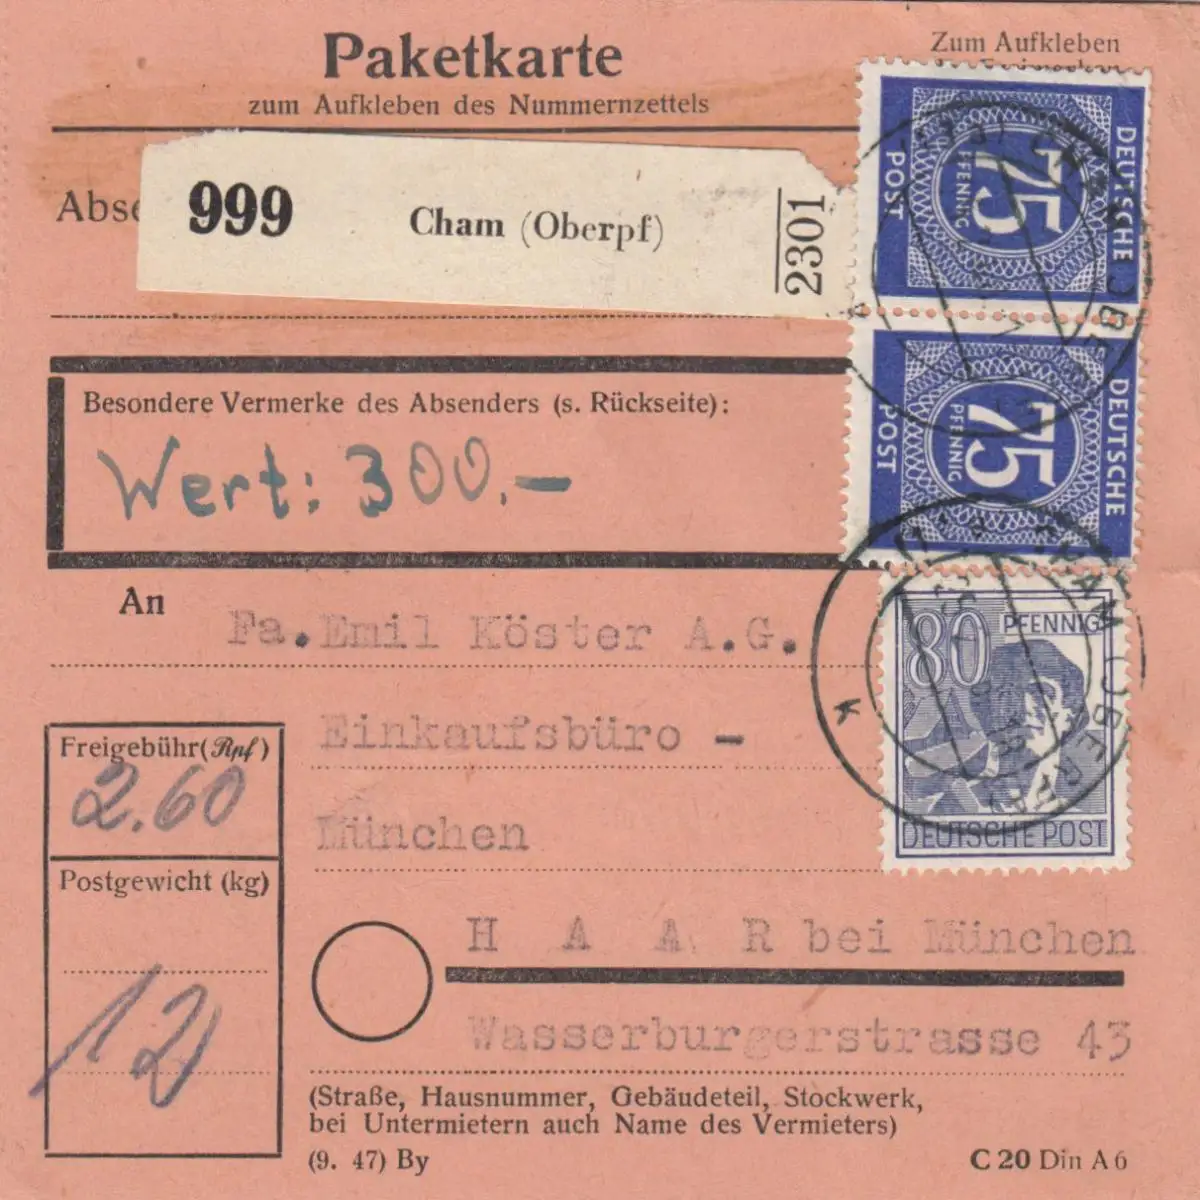 Paketkarte
zum Aufkleben des Nummernzettels
Zum Aufkleben
Abse
999 Cham (Oberpf)
2301
DEUTSCHE POST
75 PFENNIG
DEUTSCHE POST
75 PFENNIG
Besondere Vermerke des Absenders (s. Rückseite):
Wert: 300.-
An
Fa. Emil Köster A.G.
80 PFENNIG
DEUTSCHE POST
CHAM
K
Einkaufsbüro -
München
Freigebühr (Rpf)
2.60
Postgewicht (kg)
12
H A A R bei München
Wasserburgerstrasse 43
(Straße, Hausnummer, Gebäudeteil, Stockwerk,
bei Untermietern auch Name des Vermieters)
(9. 47) By
C 20 Din A 6